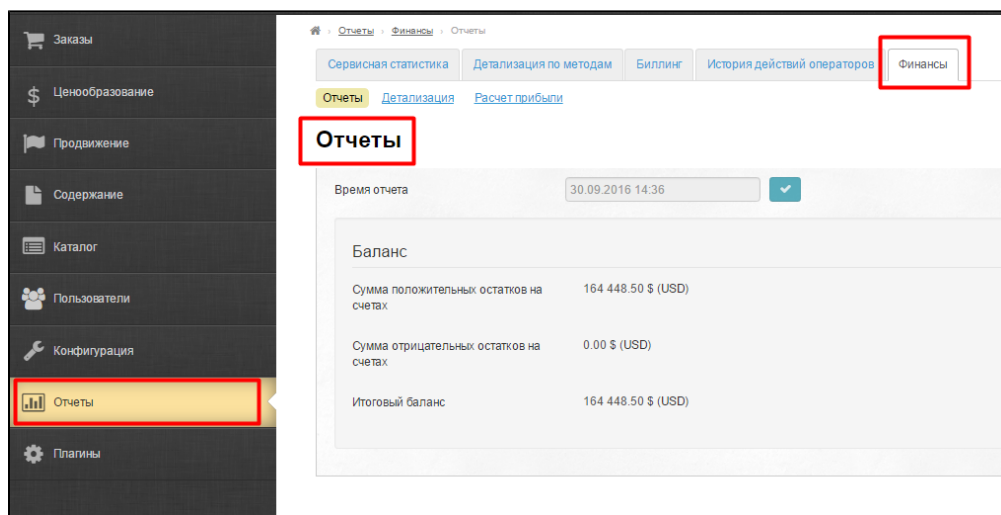 Заказы
Ценообразование
Продвижение
Содержание
Каталог
Пользователи
Конфигурация
Отчеты
Плагины
Отчеты › Финансы › Отчеты
Сервисная статистика Детализация по методам Биллинг История действий операторов Финансы
Отчеты Детализация Расчет прибыли
Отчеты
Время отчета 30.09.2016 14:36
Баланс
Сумма положительных остатков на 164 448.50 $ (USD)
счетах
Сумма отрицательных остатков на 0.00 $ (USD)
счетах
Итоговый баланс 164 448.50 $ (USD)